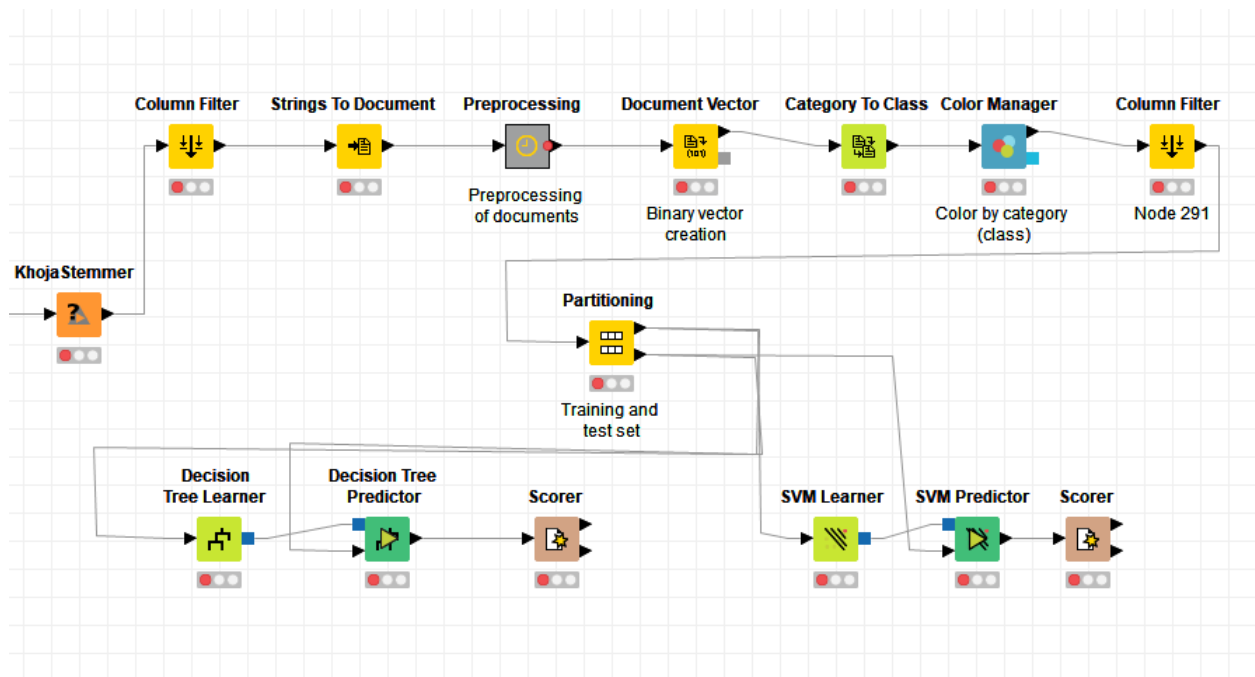 Column Filter
Strings To Document
Preprocessing
Document Vector
Category To Class
Color Manager
Column Filter
Preprocessing
of documents
Binary vector
creation
Color by category
(class)
Node 291
KhojaStemmer
?
Partitioning
Training and
test set
Decision
Tree Learner
Decision Tree
Predictor
Scorer
SVM Learner
SVM Predictor
Scorer